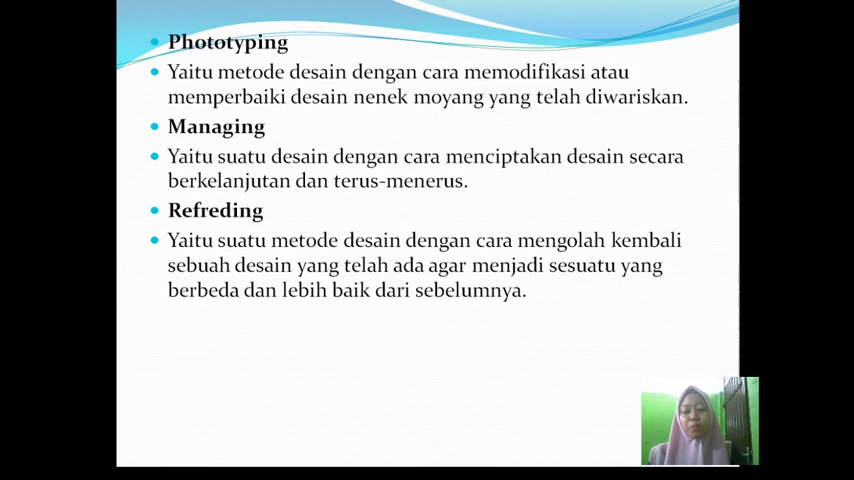 Phototyping
Yaitu metode desain dengan cara memodifikasi atau
memperbaiki desain nenek moyang yang telah diwariskan.
Managing
Yaitu suatu desain dengan cara menciptakan desain secara
berkelanjutan dan terus-menerus.
Refreding
Yaitu suatu metode desain dengan cara mengolah kembali
sebuah desain yang telah ada agar menjadi sesuatu yang
berbeda dan lebih baik dari sebelumnya.